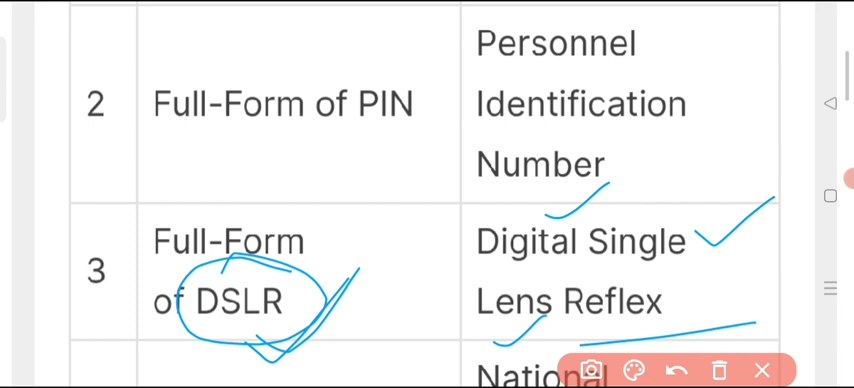 2
Full-Form of PIN
Personnel
Identification
Number
3
Full-Form
of DSLR
Digital Single
Lens Reflex
National